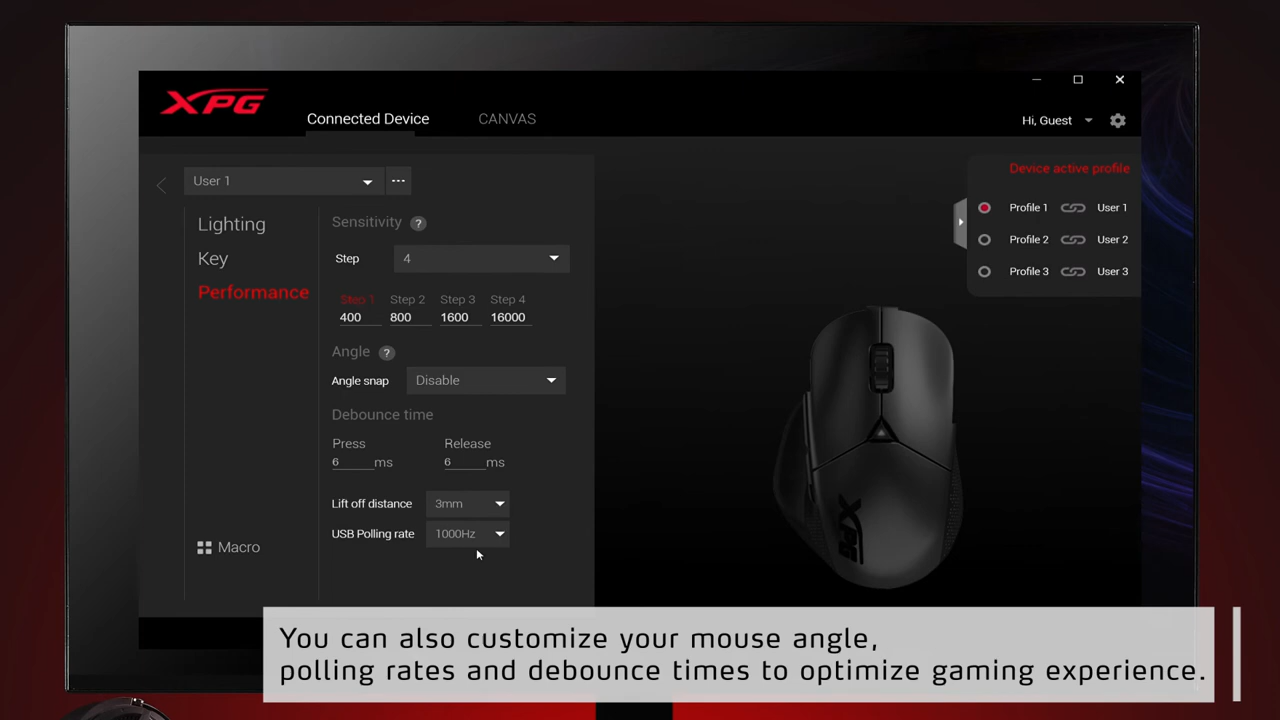 XPG
Connected Device
CANVAS
Hi, Guest
User 1
...
Lighting
Key
Performance
Macro
Sensitivity ?
Step 4
Step 1 Step 2 Step 3 Step 4
400 800 1600 16000
Angle ?
Angle snap Disable
Debounce time
Press Release
6 ms 6 ms
Lift off distance 3mm
USB Polling rate 1000Hz
Device active profile
Profile 1 User 1
Profile 2 User 2
Profile 3 User 3
XPG
You can also customize your mouse angle,
polling rates and debounce times to optimize gaming experience.